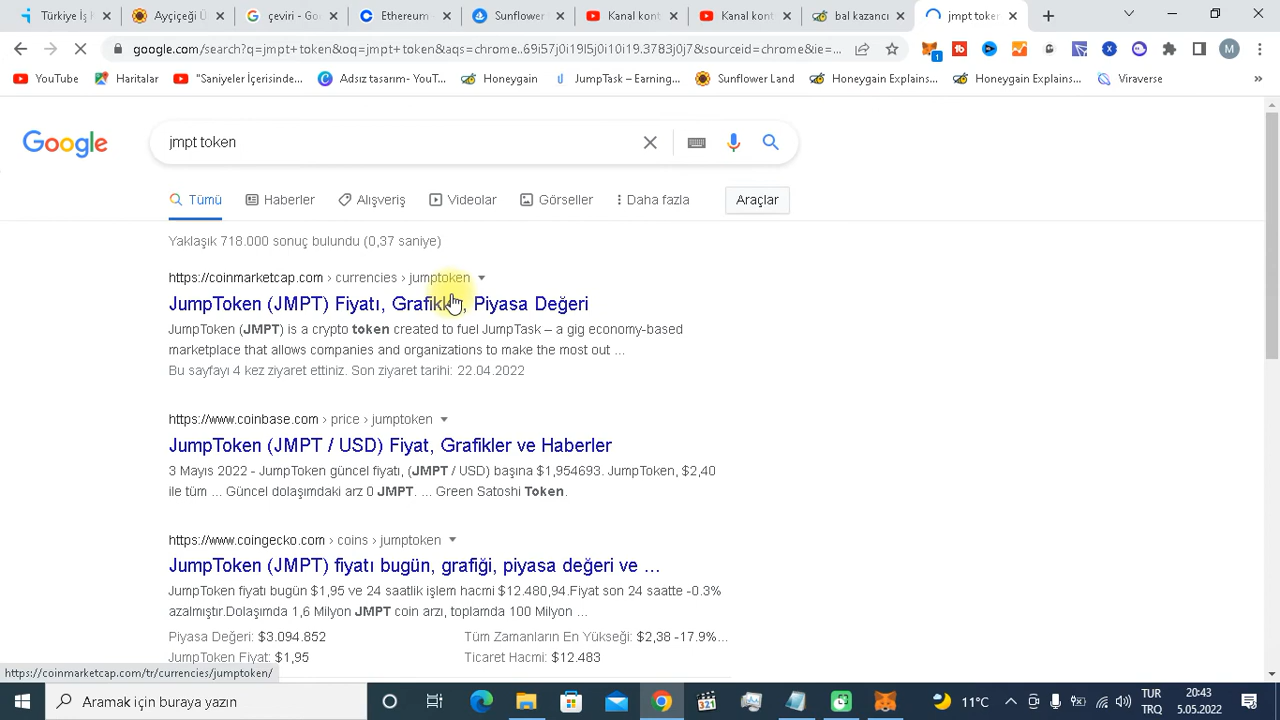 Türkiye İş
Ayçiçeği Ü
çeviri - Go
Ethereum
Sunflower
Kanal kont
Kanal kont
bal kazancı
jmpt token
google.com/search?q=jmpt+token&oq=jmpt+token&aqs=chrome..69i57j0i19l5j0i10i19.3783j0j7&sourceid=chrome&ie=...
1
M
YouTube
Haritalar
"Saniyeler İçerisinde...
Adsız tasarım- YouT...
Honeygain
JumpTask – Earning...
Sunflower Land
Honeygain Explains...
Honeygain Explains...
Viraverse
»
Google
jmpt token
Tümü
Haberler
Alışveriş
Videolar
Görseller
Daha fazla
Araçlar
Yaklaşık 718.000 sonuç bulundu (0,37 saniye)
https://coinmarketcap.com › currencies › jumptoken
JumpToken (JMPT) Fiyatı, Piyasa Değeri
JumpToken (JMPT) is a crypto token created to fuel JumpTask – a gig economy-based
marketplace that allows companies and organizations to make the most out ...
Bu sayfayı 4 kez ziyaret ettiniz. Son ziyaret tarihi: 22.04.2022
https://www.coinbase.com › price › jumptoken
JumpToken (JMPT / USD) Fiyat, Grafikler ve Haberler
3 Mayıs 2022 - JumpToken güncel fiyatı, (JMPT / USD) başına $1,954693. JumpToken, $2,40
ile tüm ... Güncel dolaşımdaki arz 0 JMPT. ... Green Satoshi Token.
https://www.coingecko.com › coins › jumptoken
JumpToken (JMPT) fiyatı bugün, grafiği, piyasa değeri ve ...
JumpToken fiyatı bugün $1,95 ve 24 saatlik işlem hacmi $12.480,94.Fiyat son 24 saatte -0.3%
azalmıştır.Dolaşımda 1,6 Milyon JMPT coin arzı, toplamda 100 Milyon ...
Piyasa Değeri: $3.094.852
Tüm Zamanların En Yükseği: $2,38 -17.9%...
JumpToken Fiyat: $1,95
Ticaret Hacmi: $12.483
https://coinmarketcap.com/tr/currencies/jumptoken/
Aramak için buraya yazın
321
11°C
TUR
TRQ
20:43
5.05.2022